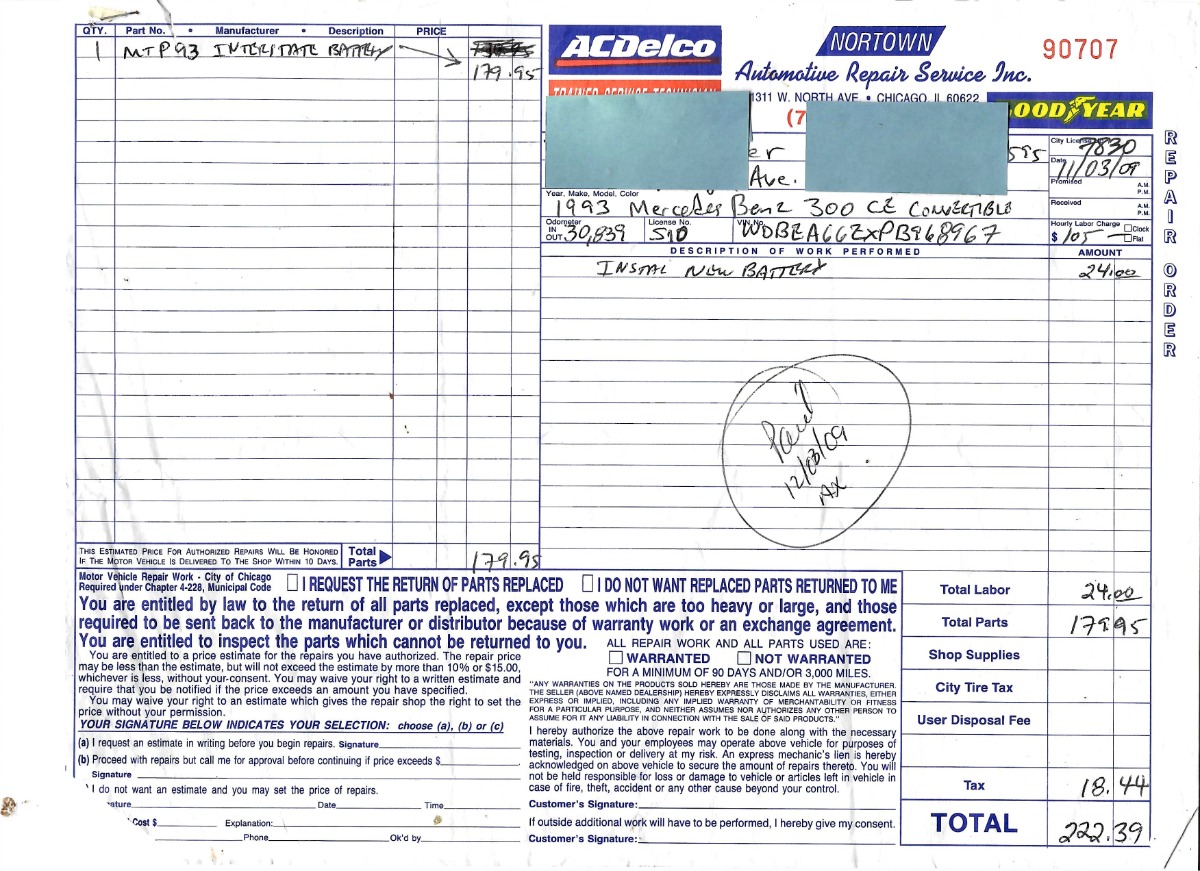 QTY. Part No. • Manufacturer • Description PRICE
1 MTP93 INTERSTATE BATTERY
179.95
ACDelco
NORTOWN
90707
Automotive Repair Service Inc.
1311 W. NORTH AVE. • CHICAGO, IL 60622
(7
GOODYEAR
REPAIR ORDER
er 595
Ave.
City License 7830
Date 11/03/09
Promised A.M. P.M.
Received A.M. P.M.
Year, Make, Model, Color
1993 Mercedes Benz 300 CE CONVERTIBLE
Odometer License No. VIN No. Hourly Labor Charge
IN OUT 30,839 510 WDBEA66EXPB968967 $ 105 Clock Flat
DESCRIPTION OF WORK PERFORMED AMOUNT
INSTAL NEW BATTERY 24.00
Paid
12/03/09
AX
THIS ESTIMATED PRICE FOR AUTHORIZED REPAIRS WILL BE HONORED
IF THE MOTOR VEHICLE IS DELIVERED TO THE SHOP WITHIN 10 DAYS.
Total Parts 179.95
Motor Vehicle Repair Work - City of Chicago
Required under Chapter 4-228, Municipal Code
I REQUEST THE RETURN OF PARTS REPLACED I DO NOT WANT REPLACED PARTS RETURNED TO ME
You are entitled by law to the return of all parts replaced, except those which are too heavy or large, and those
required to be sent back to the manufacturer or distributor because of warranty work or an exchange agreement.
You are entitled to inspect the parts which cannot be returned to you.
You are entitled to a price estimate for the repairs you have authorized. The repair price
may be less than the estimate, but will not exceed the estimate by more than 10% or $15.00,
whichever is less, without your consent. You may waive your right to a written estimate and
require that you be notified if the price exceeds an amount you have specified.
You may waive your right to an estimate which gives the repair shop the right to set the
price without your permission.
YOUR SIGNATURE BELOW INDICATES YOUR SELECTION: choose (a), (b) or (c)
(a) I request an estimate in writing before you begin repairs. Signature
(b) Proceed with repairs but call me for approval before continuing if price exceeds $
Signature
I do not want an estimate and you may set the price of repairs.
ature Date Time
Cost $ Explanation:
Phone Ok'd by
ALL REPAIR WORK AND ALL PARTS USED ARE:
WARRANTED NOT WARRANTED
FOR A MINIMUM OF 90 DAYS AND/OR 3,000 MILES.
"ANY WARRANTIES ON THE PRODUCTS SOLD HEREBY ARE THOSE MADE BY THE MANUFACTURER.
THE SELLER (ABOVE NAMED DEALERSHIP) HEREBY EXPRESSLY DISCLAIMS ALL WARRANTIES, EITHER
EXPRESS OR IMPLIED, INCLUDING ANY IMPLIED WARRANTY OF MERCHANTABILITY OR FITNESS
FOR A PARTICULAR PURPOSE, AND NEITHER ASSUMES NOR AUTHORIZES ANY OTHER PERSON TO
ASSUME FOR IT ANY LIABILITY IN CONNECTION WITH THE SALE OF SAID PRODUCTS."
I hereby authorize the above repair work to be done along with the necessary
materials. You and your employees may operate above vehicle for purposes of
testing, inspection or delivery at my risk. An express mechanic's lien is hereby
acknowledged on above vehicle to secure the amount of repairs thereto. You will
not be held responsible for loss or damage to vehicle or articles left in vehicle in
case of fire, theft, accident or any other cause beyond your control.
Customer's Signature:
If outside additional work will have to be performed, I hereby give my consent.
Customer's Signature:
Total Labor 24.00
Total Parts 179.95
Shop Supplies
City Tire Tax
User Disposal Fee
Tax 18.44
TOTAL 222.39